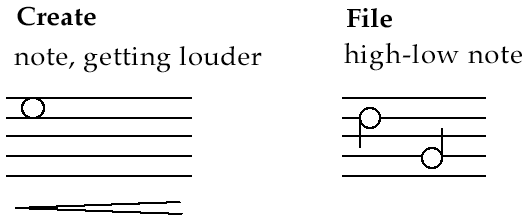 Create
note, getting louder
File
high-low note